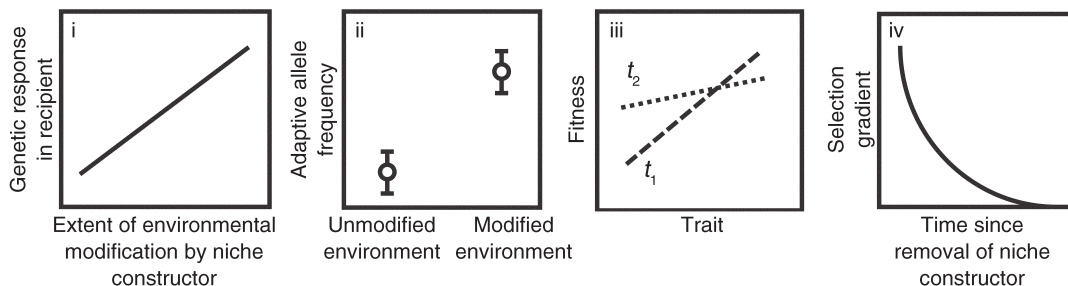 i
Genetic response
in recipient
Extent of environmental
modification by niche
constructor
ii
Adaptive allele
frequency
Unmodified
environment
Modified
environment
iii
Fitness
t2
t1
Trait
iv
Selection
gradient
Time since
removal of niche
constructor